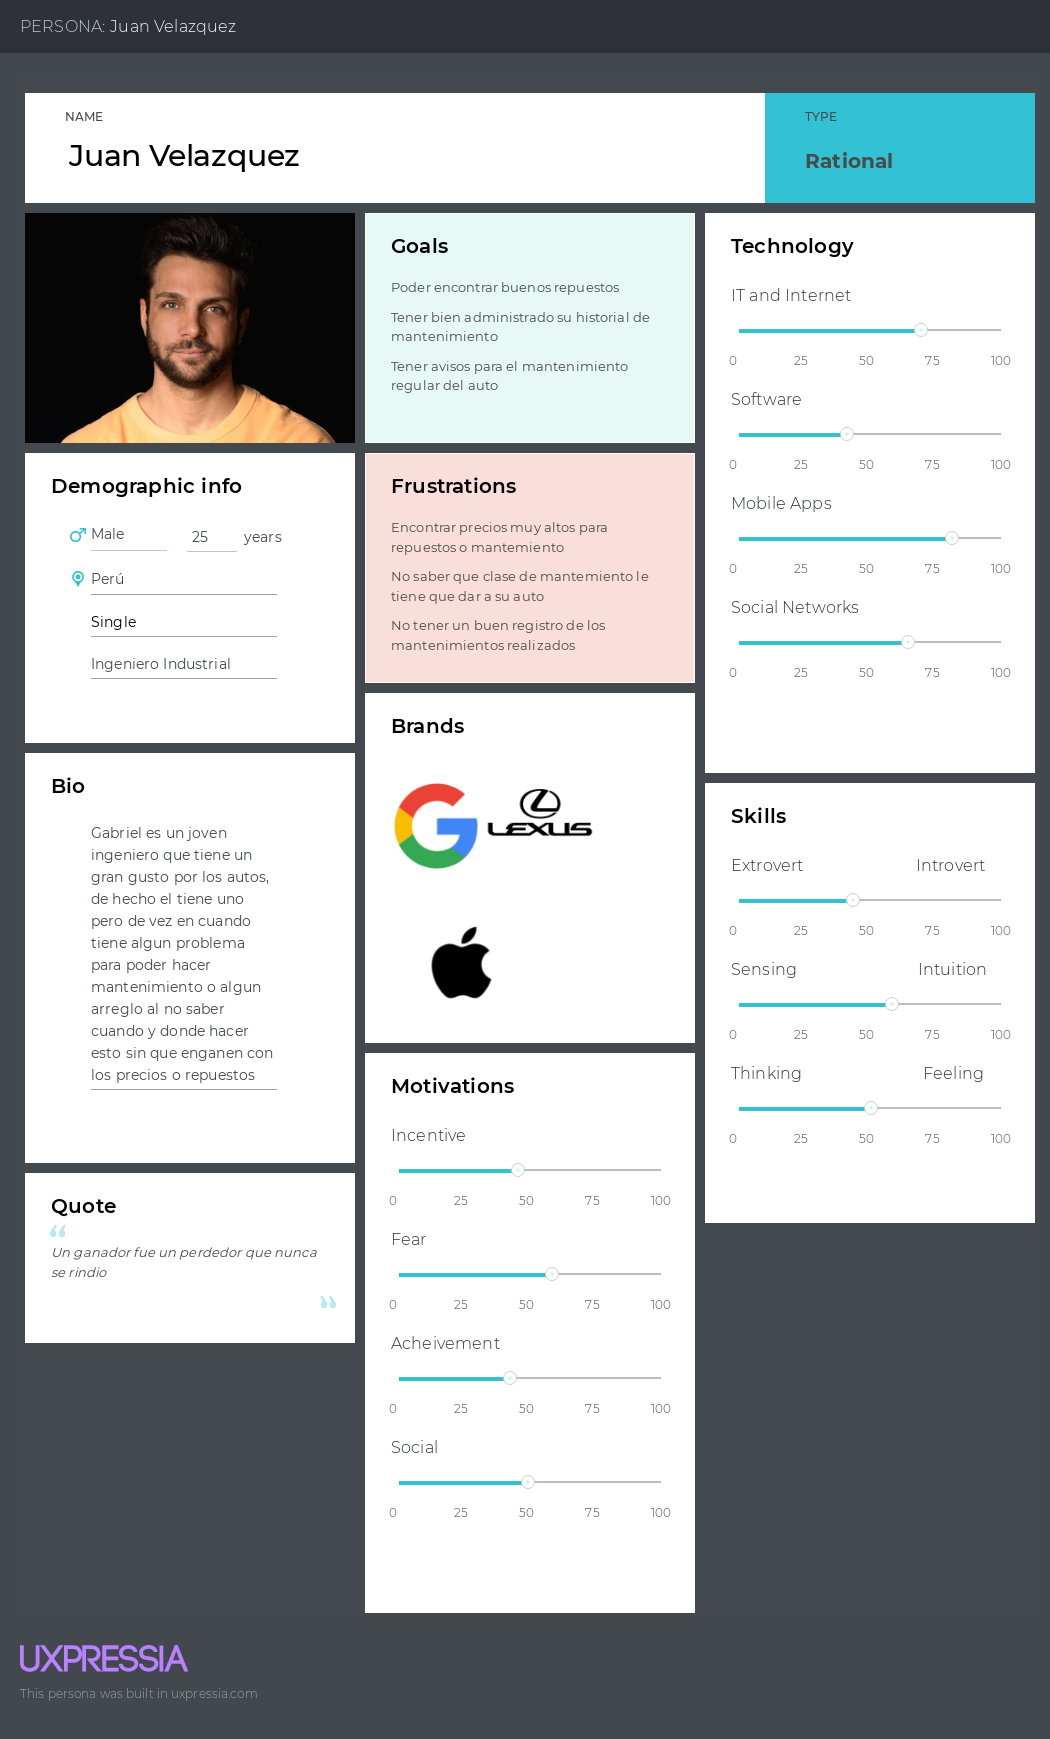 PERSONA: Juan Velazquez
NAME
Juan Velazquez
TYPE
Rational
Goals
Poder encontrar buenos repuestos
Tener bien administrado su historial de
mantenimiento
Tener avisos para el mantenimiento
regular del auto
Technology
IT and Internet
0 25 50 75 100
Software
0 25 50 75 100
Mobile Apps
0 25 50 75 100
Social Networks
0 25 50 75 100
Demographic info
Male 25 years
Perú
Single
Ingeniero Industrial
Frustrations
Encontrar precios muy altos para
repuestos o mantemiento
No saber que clase de mantemiento le
tiene que dar a su auto
No tener un buen registro de los
mantenimientos realizados
Brands
G
LEXUS
Bio
Gabriel es un joven
ingeniero que tiene un
gran gusto por los autos,
de hecho el tiene uno
pero de vez en cuando
tiene algun problema
para poder hacer
mantenimiento o algun
arreglo al no saber
cuando y donde hacer
esto sin que enganen con
los precios o repuestos
Skills
Extrovert Introvert
0 25 50 75 100
Sensing Intuition
0 25 50 75 100
Thinking Feeling
0 25 50 75 100
Motivations
Incentive
0 25 50 75 100
Fear
0 25 50 75 100
Acheivement
0 25 50 75 100
Social
0 25 50 75 100
Quote
“
Un ganador fue un perdedor que nunca
se rindio
”
UXPRESSIA
This persona was built in uxpressia.com